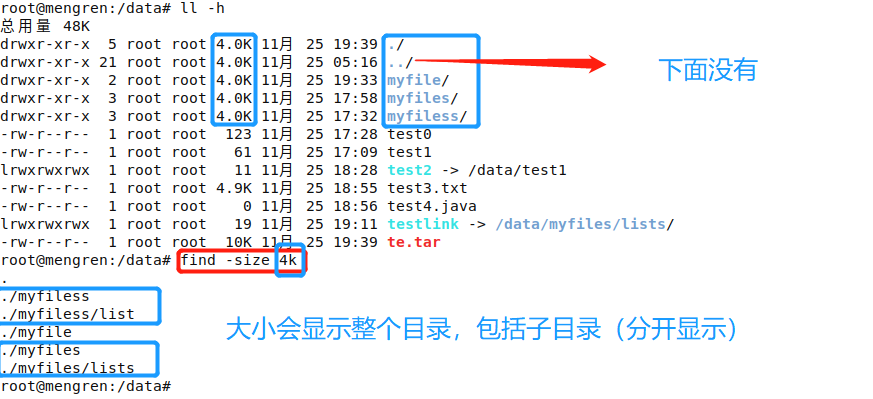 root@mengren:/data# ll -h
总用量 48K
drwxr-xr-x  5 root root 4.0K 11月 25 19:39 ./
drwxr-xr-x 21 root root 4.0K 11月 25 05:16 ../
下面没有
drwxr-xr-x  2 root root 4.0K 11月 25 19:33 myfile/
drwxr-xr-x  3 root root 4.0K 11月 25 17:58 myfiles/
drwxr-xr-x  3 root root 4.0K 11月 25 17:32 myfiless/
-rw-r--r--  1 root root  123 11月 25 17:28 test0
-rw-r--r--  1 root root   61 11月 25 17:09 test1
lrwxrwxrwx  1 root root   11 11月 25 18:28 test2 -> /data/test1
-rw-r--r--  1 root root 4.9K 11月 25 18:55 test3.txt
-rw-r--r--  1 root root    0 11月 25 18:56 test4.java
lrwxrwxrwx  1 root root   19 11月 25 19:11 testlink -> /data/myfiles/lists/
-rw-r--r--  1 root root  10K 11月 25 19:39 te.tar
root@mengren:/data# find -size 4k
.
./myfiless
./myfiless/list
./myfile
大小会显示整个目录，包括子目录（分开显示）
./myfiles
./myfiles/lists
root@mengren:/data#